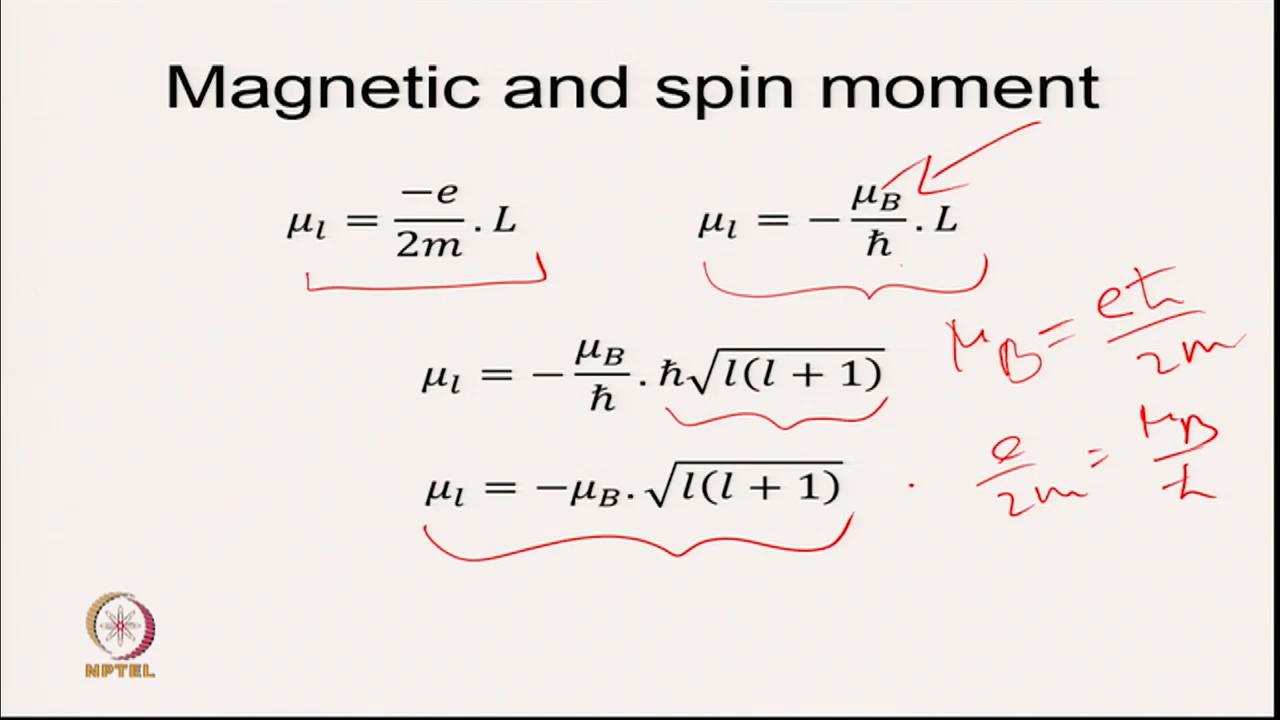 Magnetic and spin moment
μ_l = -e/2m . L
μ_l = − μ_B/ħ . L
μ_B = eħ/2m
μ_l = − μ_B/ħ . ħ√l(l + 1)
e/2m = μ_B/ħ
μ_l = −μ_B. √l(l + 1)
NPTEL